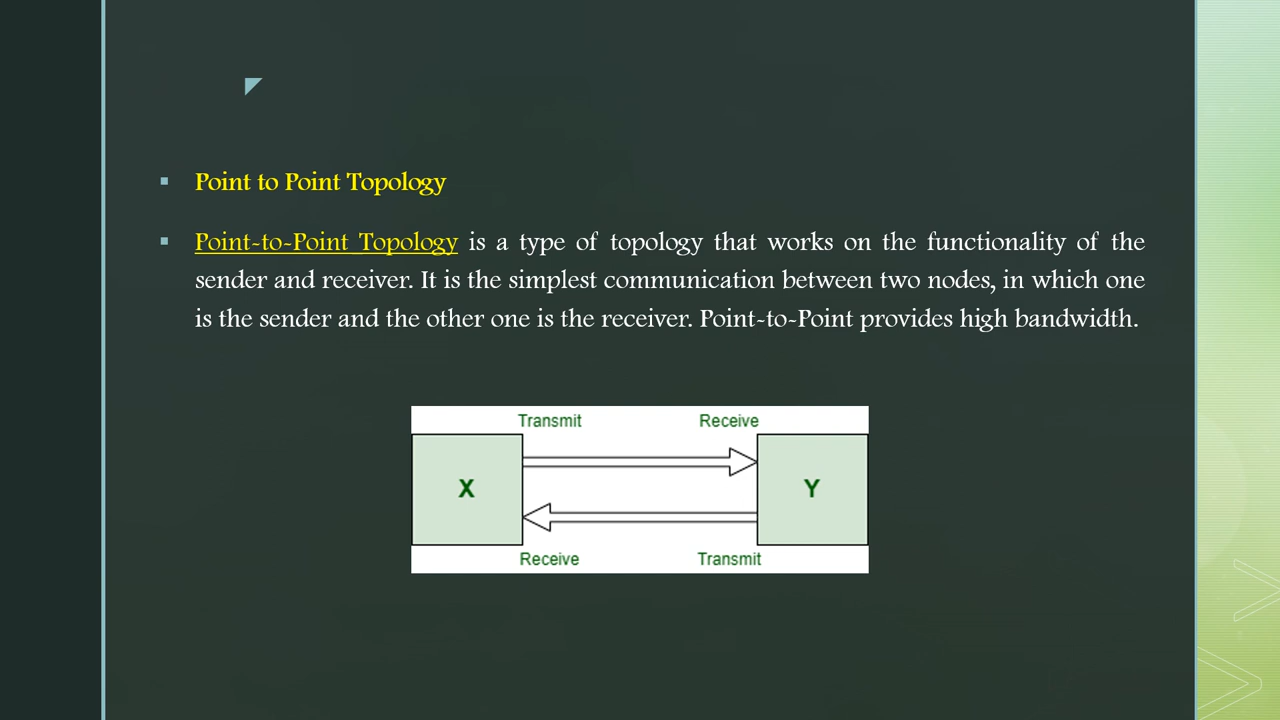 Point to Point Topology
Point-to-Point Topology is a type of topology that works on the functionality of the
sender and receiver. It is the simplest communication between two nodes, in which one
is the sender and the other one is the receiver. Point-to-Point provides high bandwidth.
Transmit Receive
X Y
Receive Transmit